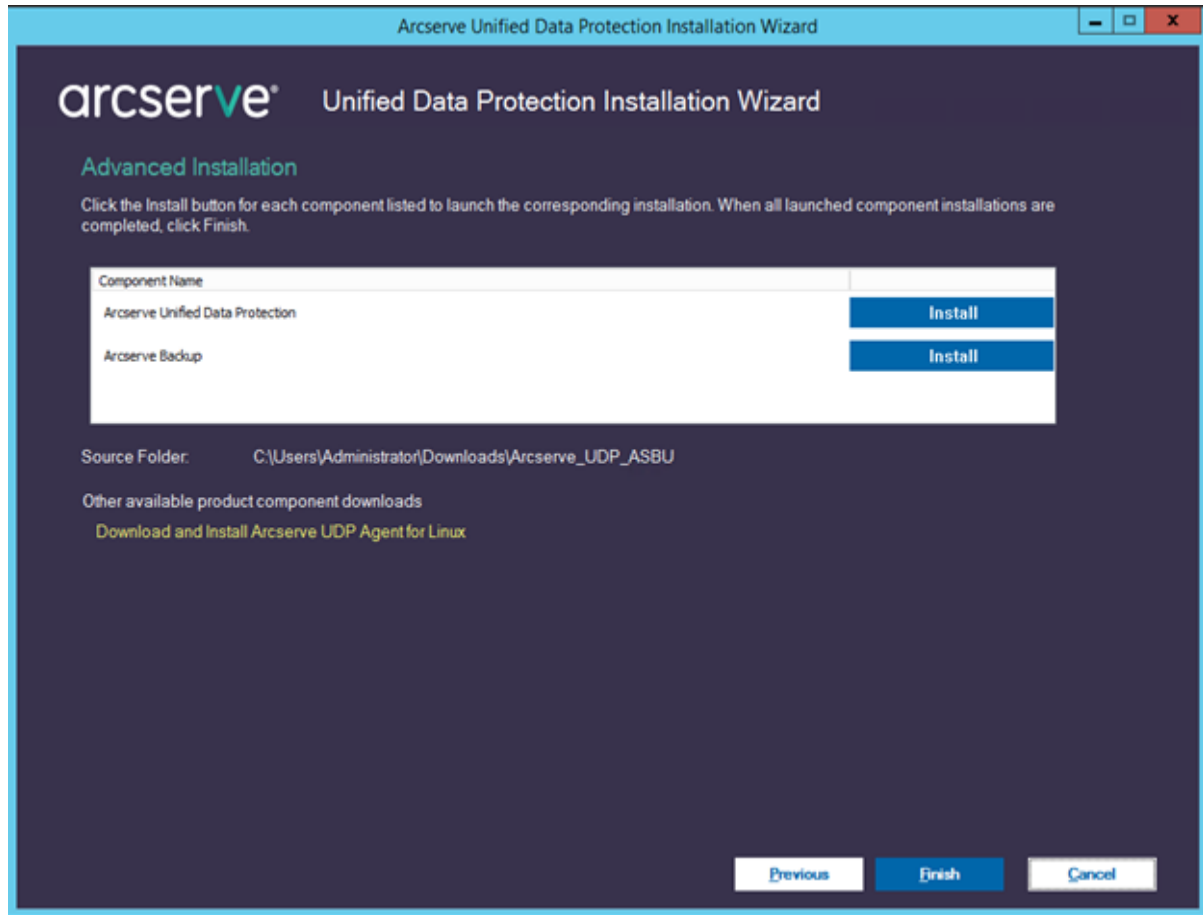 Arcserve Unified Data Protection Installation Wizard
arcserve® Unified Data Protection Installation Wizard
Advanced Installation
Click the Install button for each component listed to launch the corresponding installation. When all launched component installations are
completed, click Finish.
Component Name
Arcserve Unified Data Protection Install
Arcserve Backup Install
Source Folder: C:\Users\Administrator\Downloads\Arcserve_UDP_ASBU
Other available product component downloads
Download and Install Arcserve UDP Agent for Linux
Previous Finish Cancel